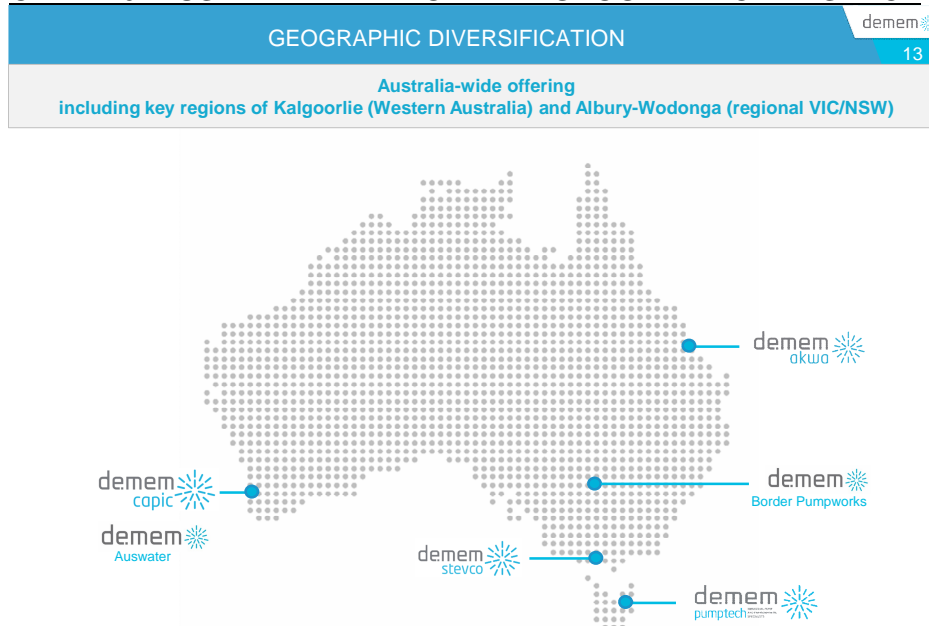 GEOGRAPHIC DIVERSIFICATION
demem
13
Australia-wide offering
including key regions of Kalgoorlie (Western Australia) and Albury-Wodonga (regional VIC/NSW)
demem
akwa
demem
capic
demem
Border Pumpworks
demem
Auswater
demem
stevco
demem
pumptech